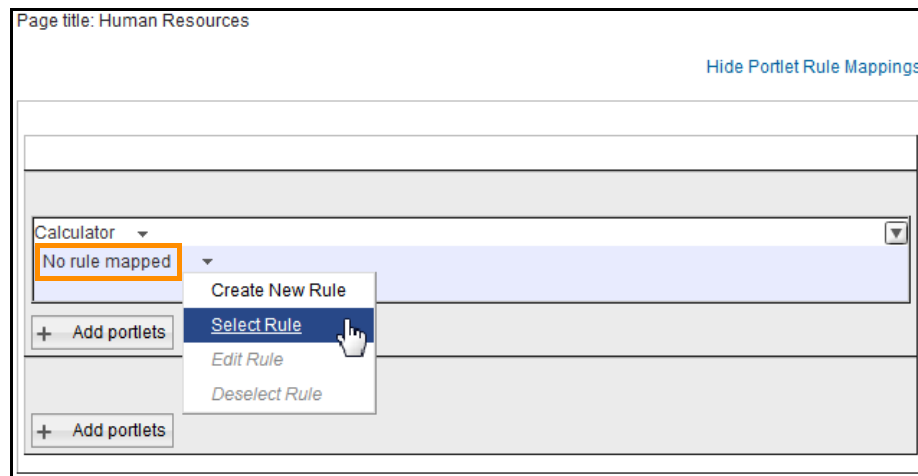 Page title: Human Resources
Hide Portlet Rule Mappings
Calculator
No rule mapped
Create New Rule
Select Rule
Edit Rule
Deselect Rule
+ Add portlets
+ Add portlets